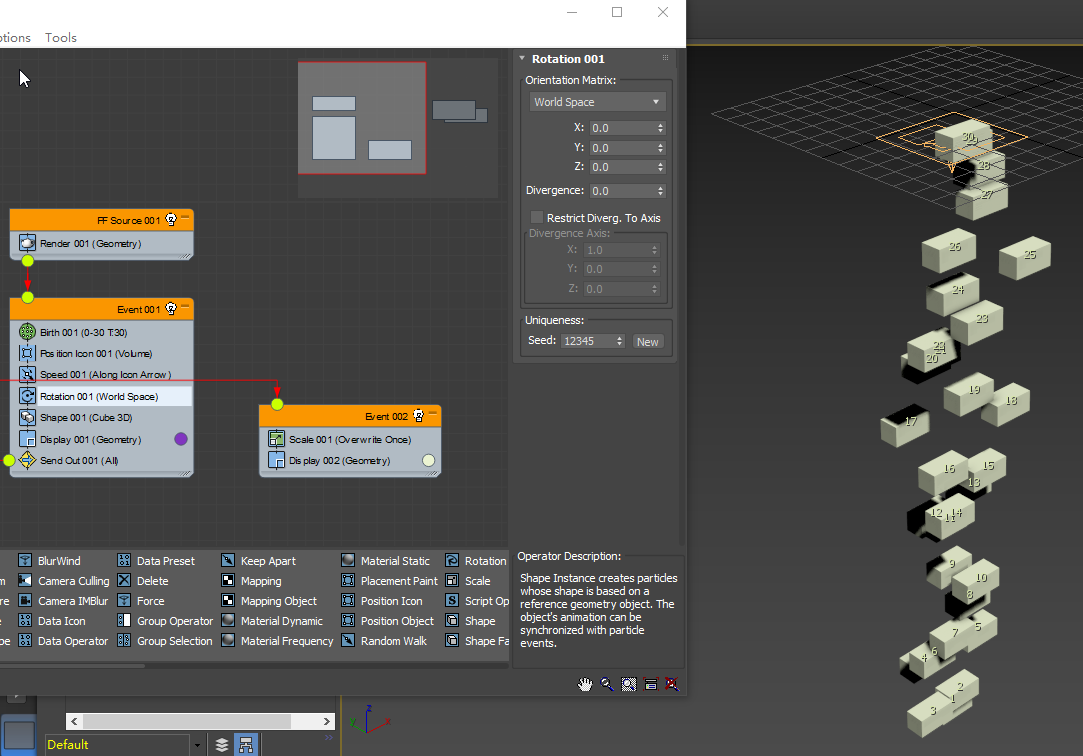 Tools
Rotation 001
Orientation Matrix:
World Space
X: 0.0
Y: 0.0
Z: 0.0
Divergence: 0.0
Restrict Diverg. To Axis
Divergence Axis:
X: 1.0
Y: 0.0
Z: 0.0
Uniqueness:
Seed: 12345 New
PF Source 001
Render 001 (Geometry)
Event 001
Birth 001 (0-30 T:30)
Position Icon 001 (Volume)
Speed 001 (Along Icon Arrow)
Rotation 001 (World Space)
Shape 001 (Cube 3D)
Display 001 (Geometry)
Send Out 001 (All)
Event 002
Scale 001 (Overwrite Once)
Display 002 (Geometry)
BlurWind Data Preset Keep Apart Material Static Rotation
Camera Culling Delete Mapping Placement Paint Scale
Camera IMBlur Force Mapping Object Position Icon Script Op
Data Icon Group Operator Material Dynamic Position Object Shape
Data Operator Group Selection Material Frequency Random Walk Shape Fa
Operator Description:
Shape Instance creates particles
whose shape is based on a
reference geometry object. The
object's animation can be
synchronized with particle
events.
Default
z
x
30
28
27
26
25
24
23
20
19
18
17
16
15
13
12
14
11
9
10
8
7
5
6
4
2
1
3